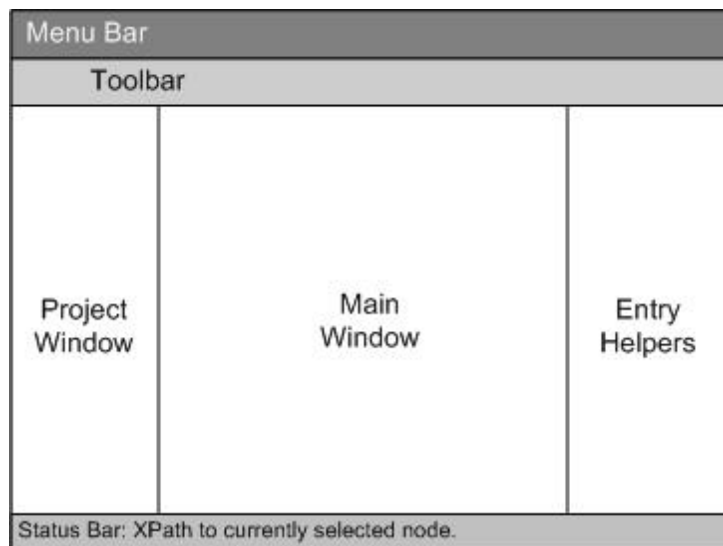 Menu Bar
Toolbar
Project
Window
Main
Window
Entry
Helpers
Status Bar: XPath to currently selected node.